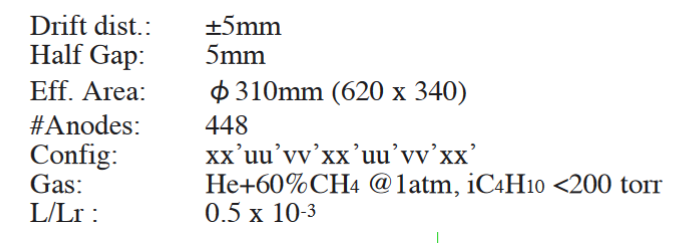 Drift dist.: ±5mm
Half Gap: 5mm
Eff. Area: ϕ310mm (620 x 340)
#Anodes: 448
Config: xx’uu’vv’xx’uu’vv’xx’
Gas: He+60%CH4 @1atm, iC4H10 <200 torr
L/Lr : 0.5 x 10-3